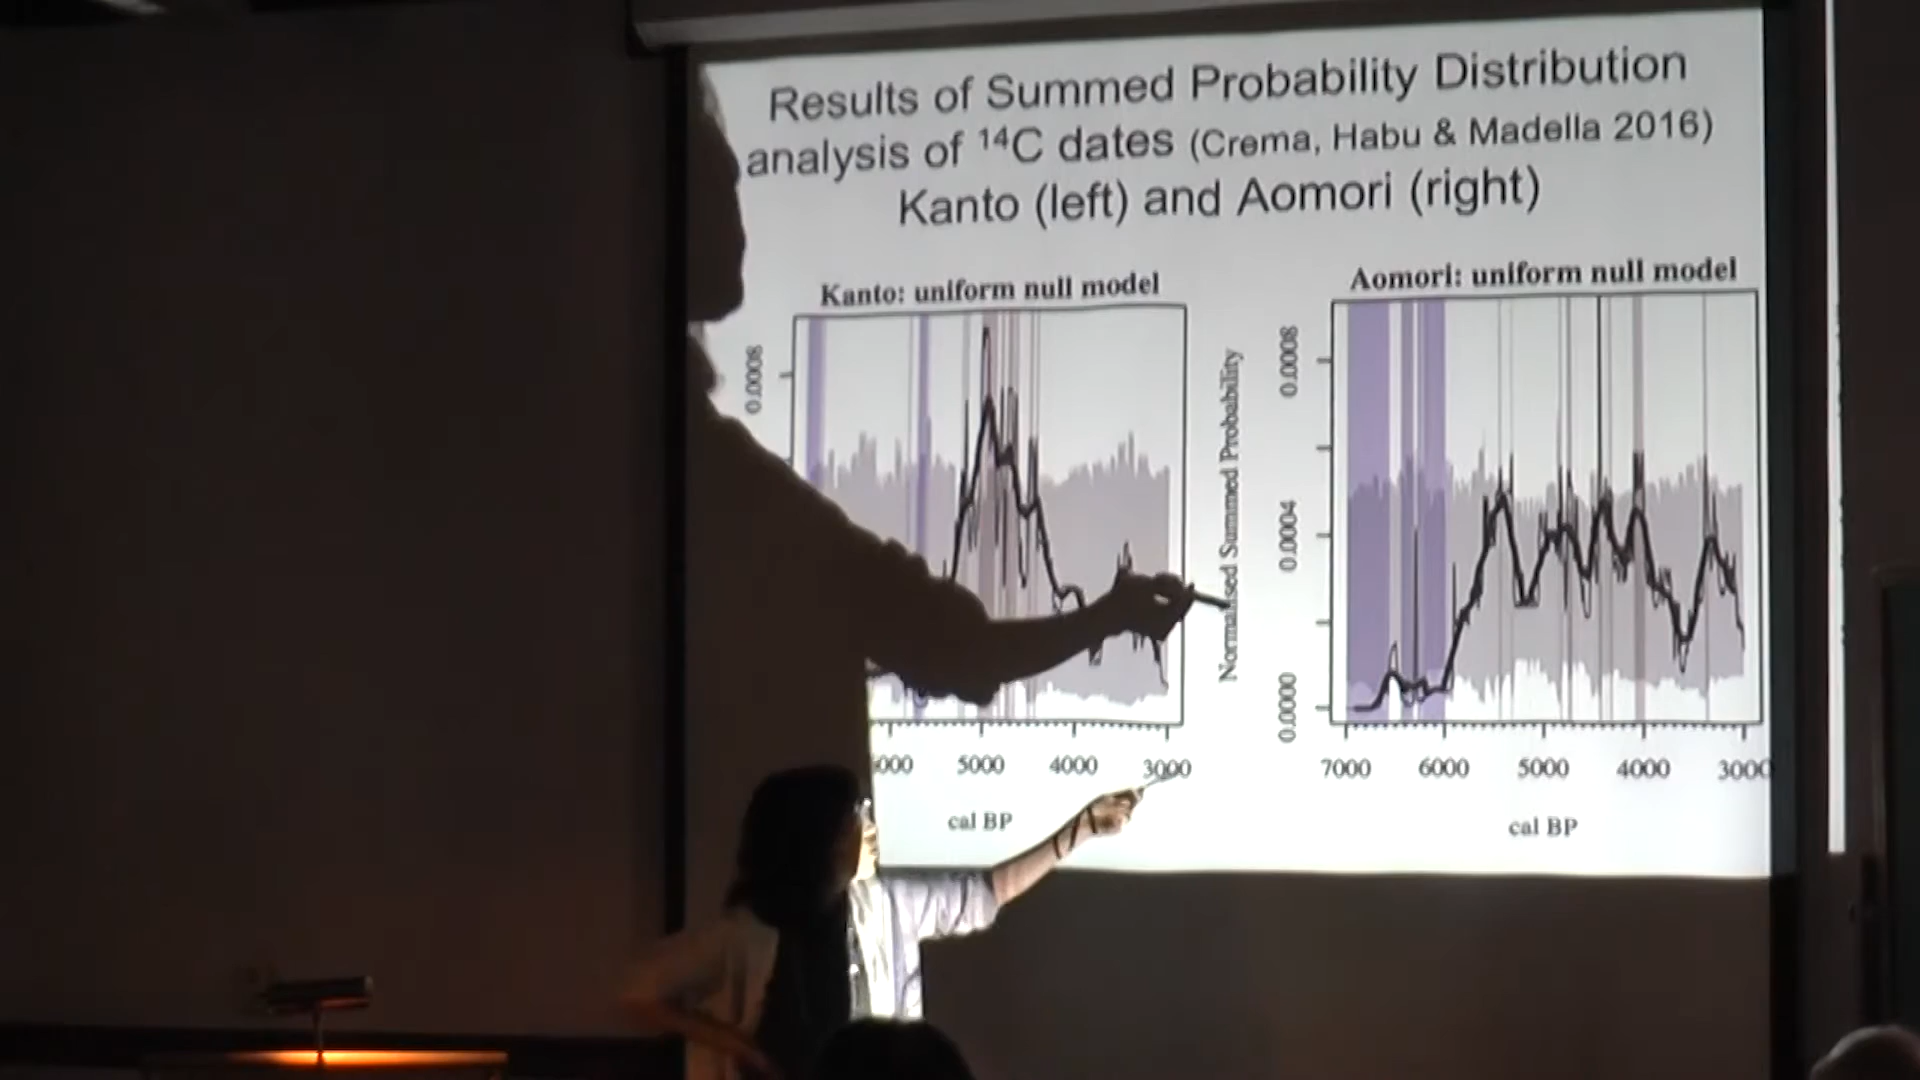 Results of Summed Probability Distribution
analysis of ¹⁴C dates (Crema, Habu & Madella 2016)
Kanto (left) and Aomori (right)
Kanto: uniform null model
0.0008
5000 4000 3000
cal BP
Aomori: uniform null model
Normalised Summed Probability
0.0008
0.0004
0.0000
7000 6000 5000 4000 3000
cal BP